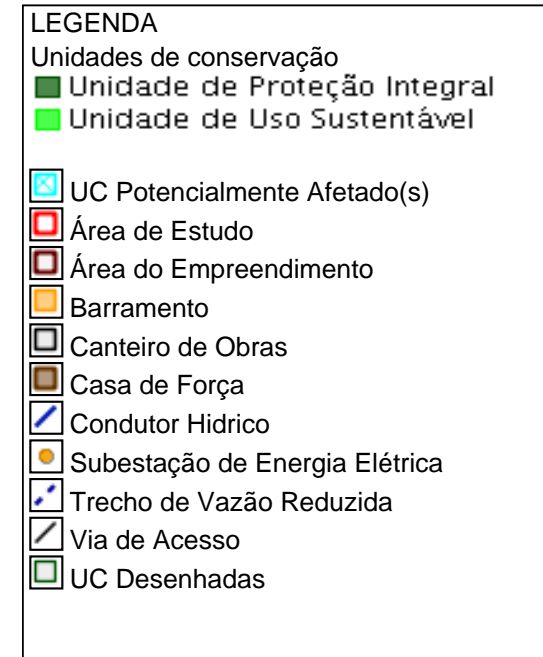 LEGENDA
Unidades de conservação
Unidade de Proteção Integral
Unidade de Uso Sustentável
UC Potencialmente Afetado(s)
Área de Estudo
Área do Empreendimento
Barramento
Canteiro de Obras
Casa de Força
Condutor Hidrico
Subestação de Energia Elétrica
Trecho de Vazão Reduzida
Via de Acesso
UC Desenhadas